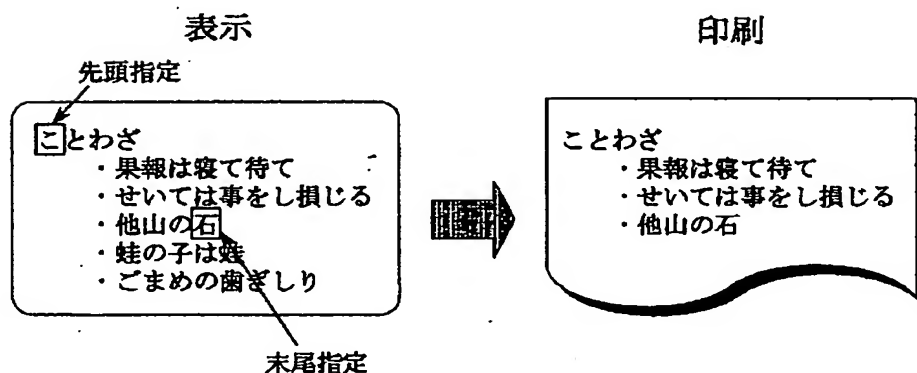 表示
先頭指定
ことわざ
・果報は寝て待て
・せいては事をし損じる
・他山の石
・蛙の子は蛙
・ごまめの歯ぎしり
末尾指定
印刷
ことわざ
・果報は寝て待て
・せいては事をし損じる
・他山の石